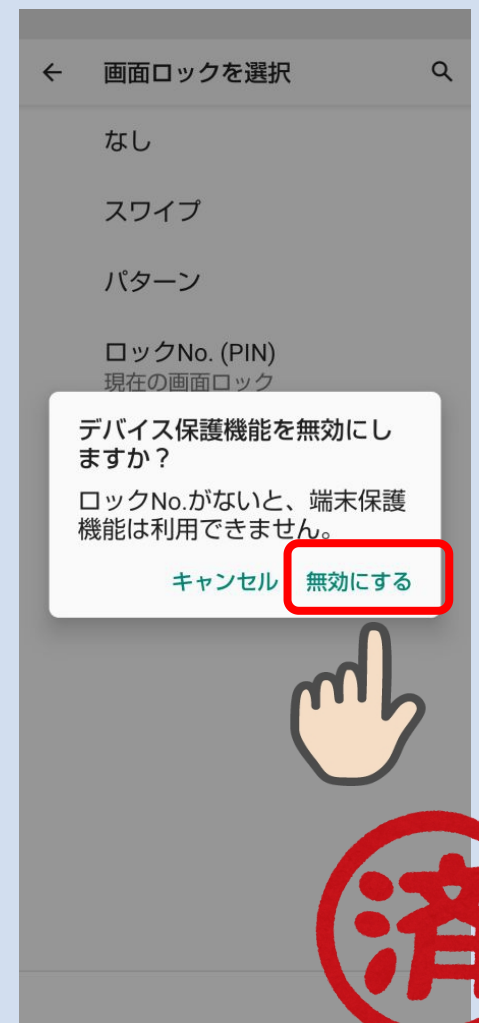 画面ロックを選択
なし
スワイプ
パターン
ロックNo. (PIN)
現在の画面ロック
デバイス保護機能を無効にし
ますか？
ロックNo.がないと、端末保護
機能は利用できません。
キャンセル 無効にする
済